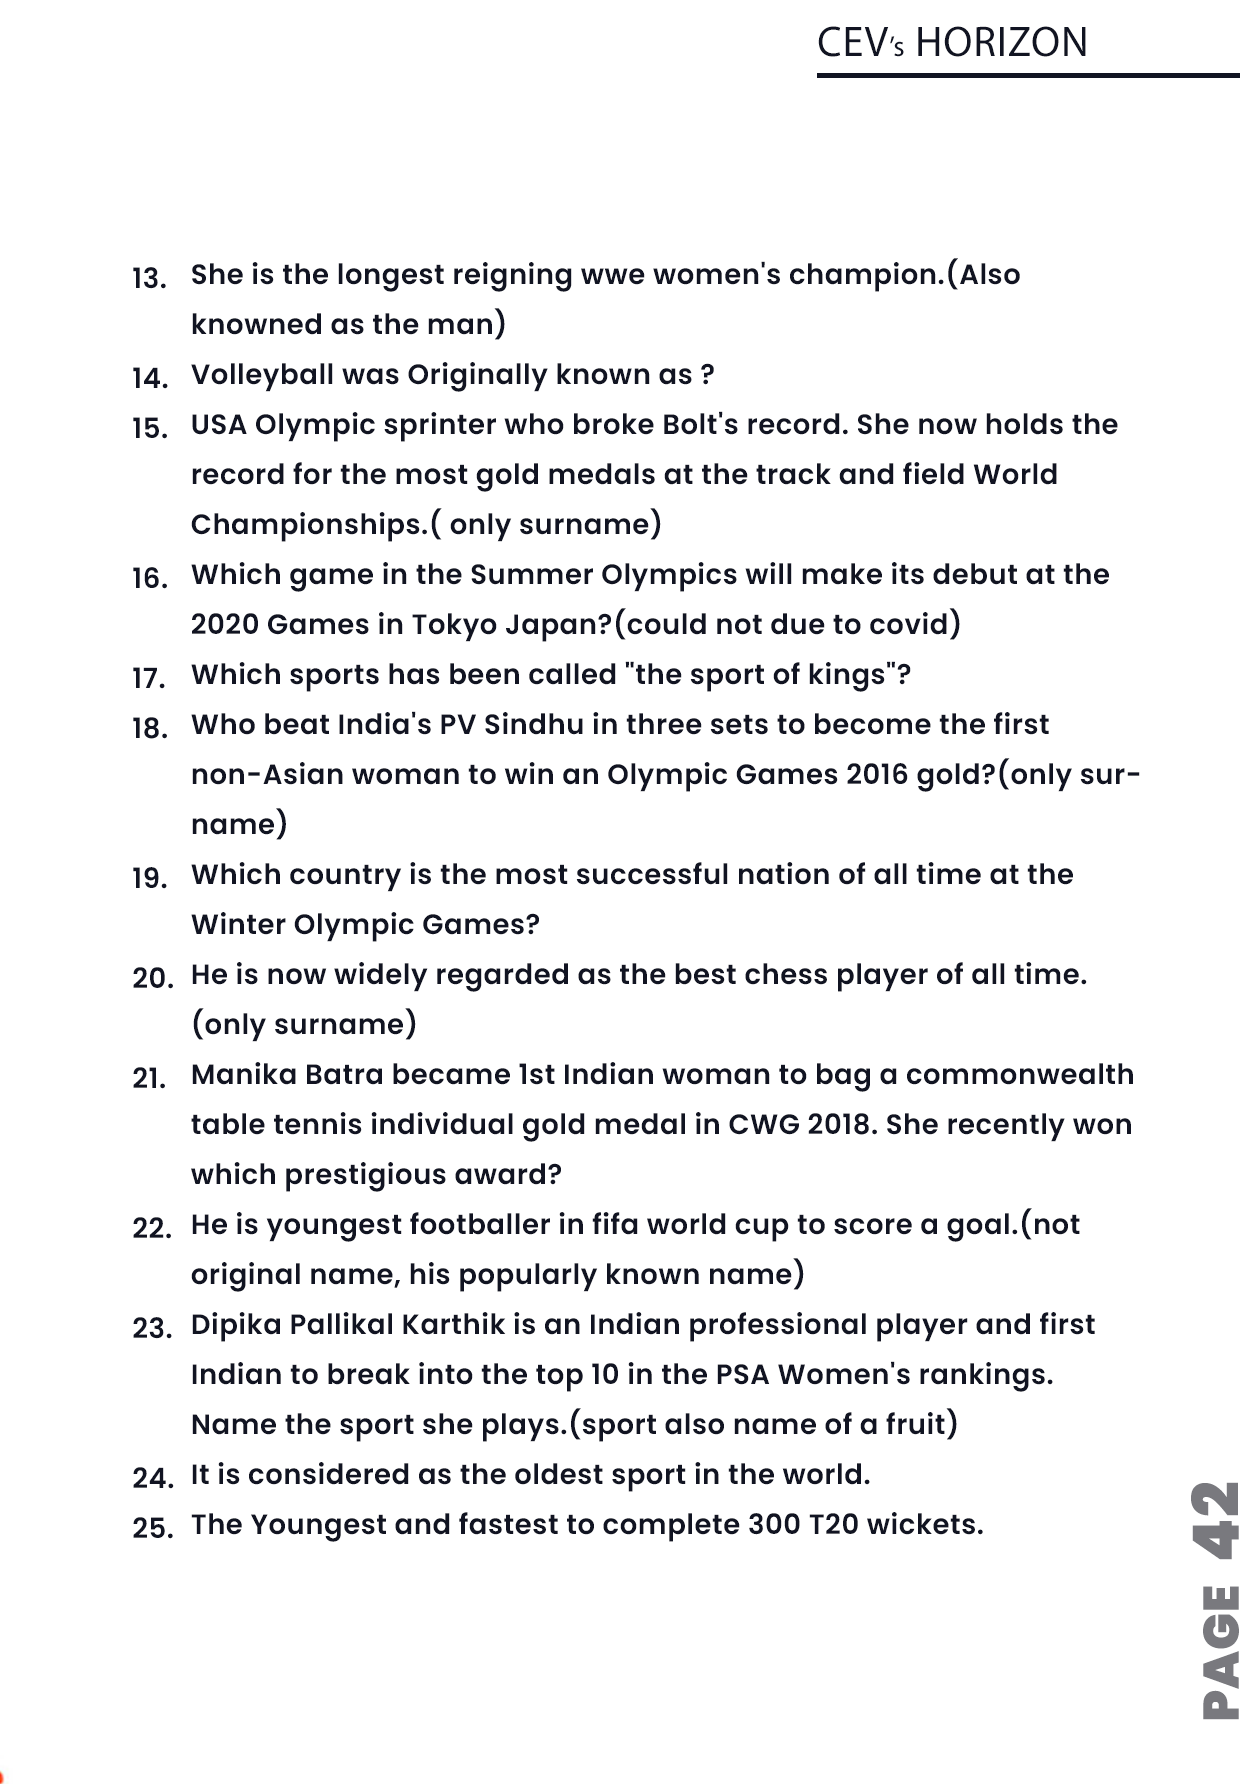 CEV's HORIZON
13. She is the longest reigning wwe women's champion.(Also
knowned as the man)
14. Volleyball was Originally known as ?
15. USA Olympic sprinter who broke Bolt's record. She now holds the
record for the most gold medals at the track and field World
Championships.( only surname)
16. Which game in the Summer Olympics will make its debut at the
2020 Games in Tokyo Japan?(could not due to covid)
17. Which sports has been called "the sport of kings"?
18. Who beat India's PV Sindhu in three sets to become the first
non-Asian woman to win an Olympic Games 2016 gold?(only sur-
name)
19. Which country is the most successful nation of all time at the
Winter Olympic Games?
20. He is now widely regarded as the best chess player of all time.
(only surname)
21. Manika Batra became 1st Indian woman to bag a commonwealth
table tennis individual gold medal in CWG 2018. She recently won
which prestigious award?
22. He is youngest footballer in fifa world cup to score a goal.(not
original name, his popularly known name)
23. Dipika Pallikal Karthik is an Indian professional player and first
Indian to break into the top 10 in the PSA Women's rankings.
Name the sport she plays.(sport also name of a fruit)
24. It is considered as the oldest sport in the world.
25. The Youngest and fastest to complete 300 T20 wickets.
PAGE 42